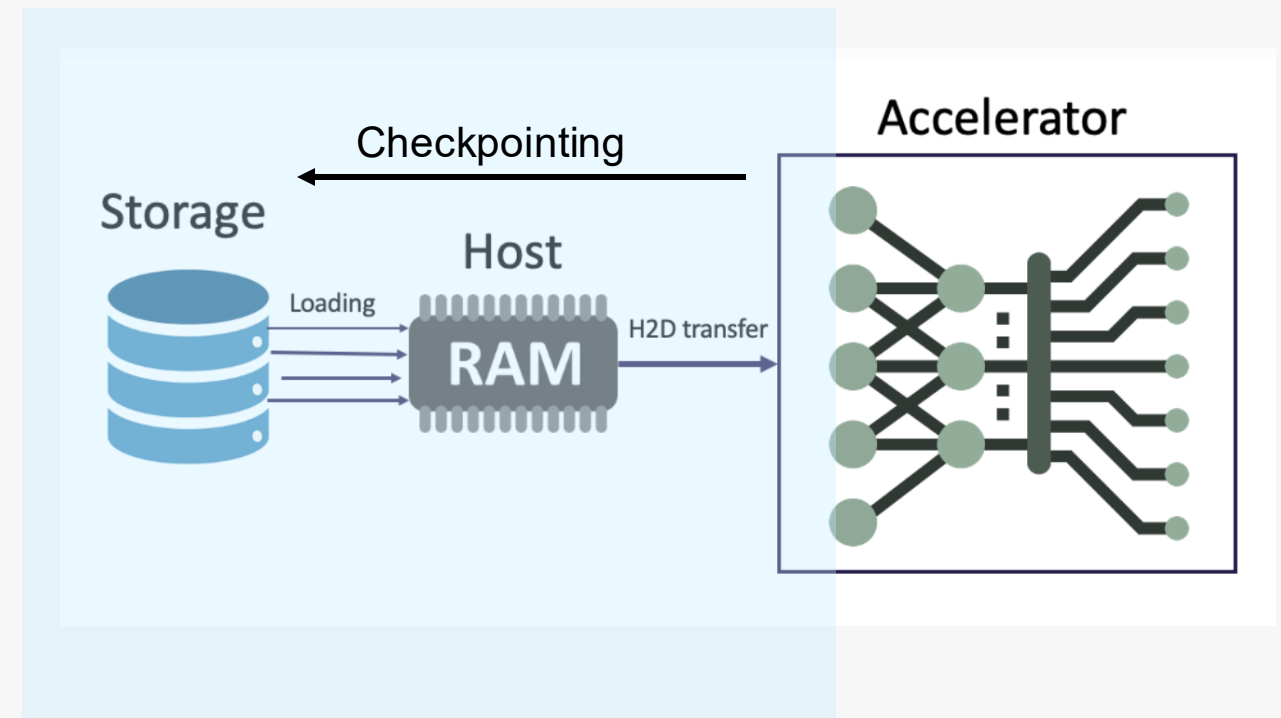 Accelerator
Checkpointing
Storage
Host
Loading
H2D transfer
RAM